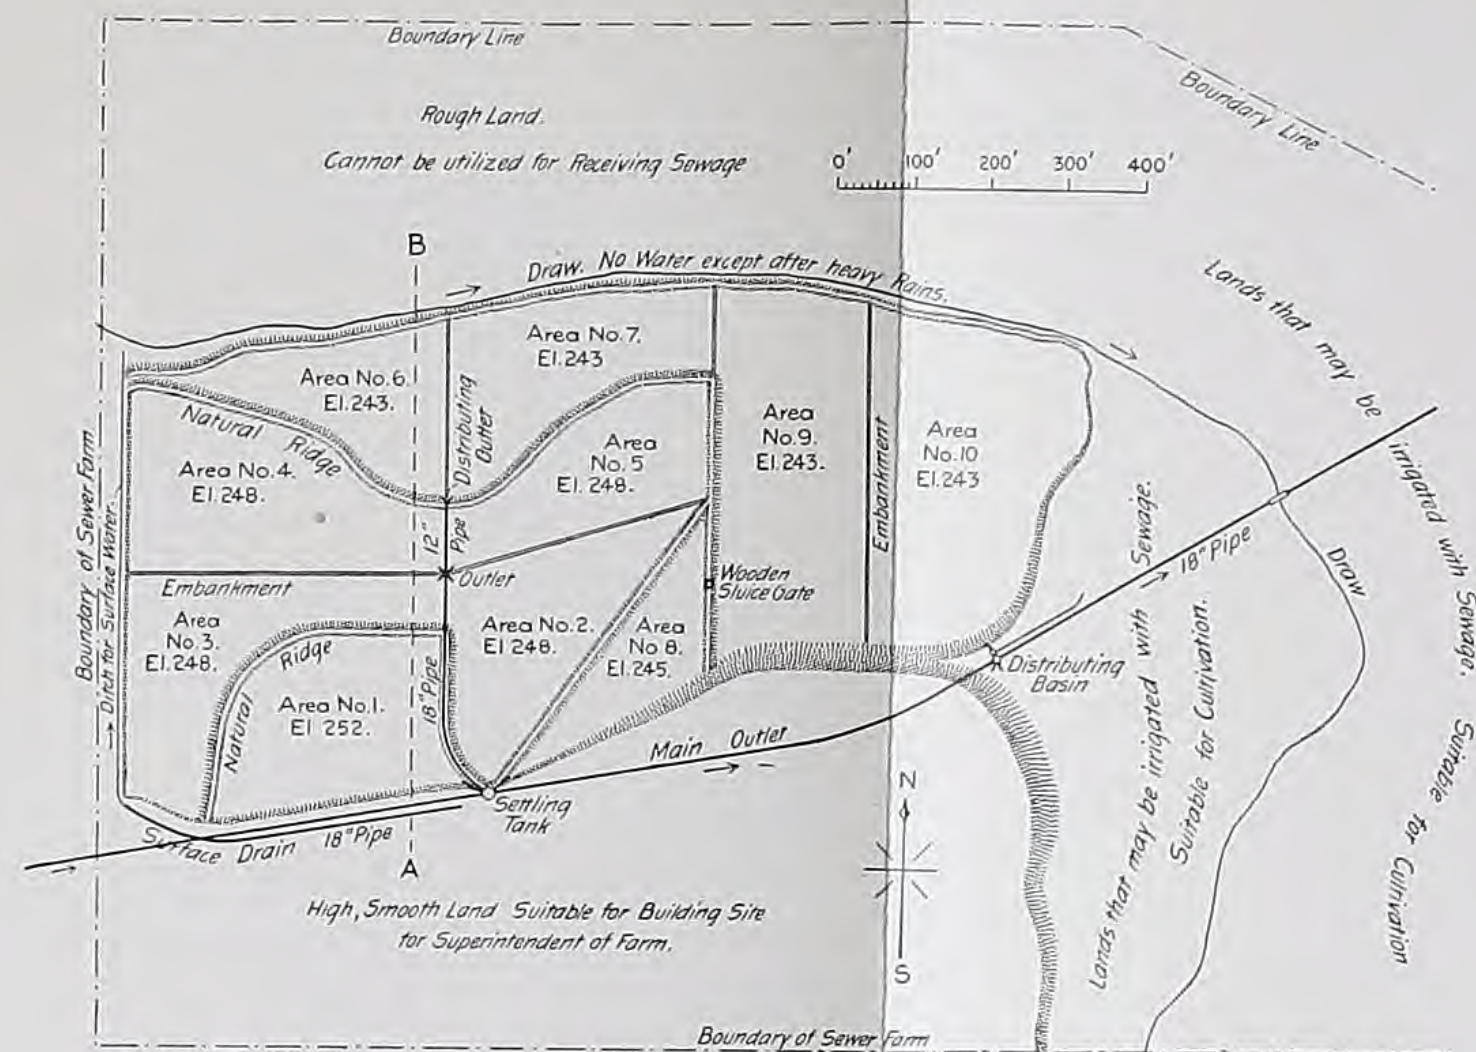 Boundary Line
Boundary Line
Rough Land.
Cannot be utilized for Receiving Sewage
0' 100' 200' 300' 400'
B
Draw. No Water except after heavy Rains.
Lands that may be irrigated with Sewage. Suitable for Cultivation
Area No. 7.
El. 243
Area No. 6.
El. 243.
Distributing
Gutter
Natural Ridge
Area No. 4.
El. 248.
Area
No. 5
El. 248.
Area
No. 9.
El. 243.
Embankment
Area
No. 10
El. 243
Boundary of Sewer Farm
Ditch for Surface Water.
12"
Pipe
Outlet
Embankment
Wooden
Sluice Gate
Area
No. 3.
El. 248.
Natural Ridge
Area No. 1.
El 252.
18" Pipe
Area No. 2.
El 248.
Area
No 8.
El. 245.
Distributing
Basin
18" Pipe
Draw
Lands that may be irrigated with Sewage.
Suitable for Cultivation.
Main Outlet
Settling
Tank
Surface Drain 18" Pipe
A
N
S
High, Smooth Land Suitable for Building Site
for Superintendent of Farm.
Boundary of Sewer Farm